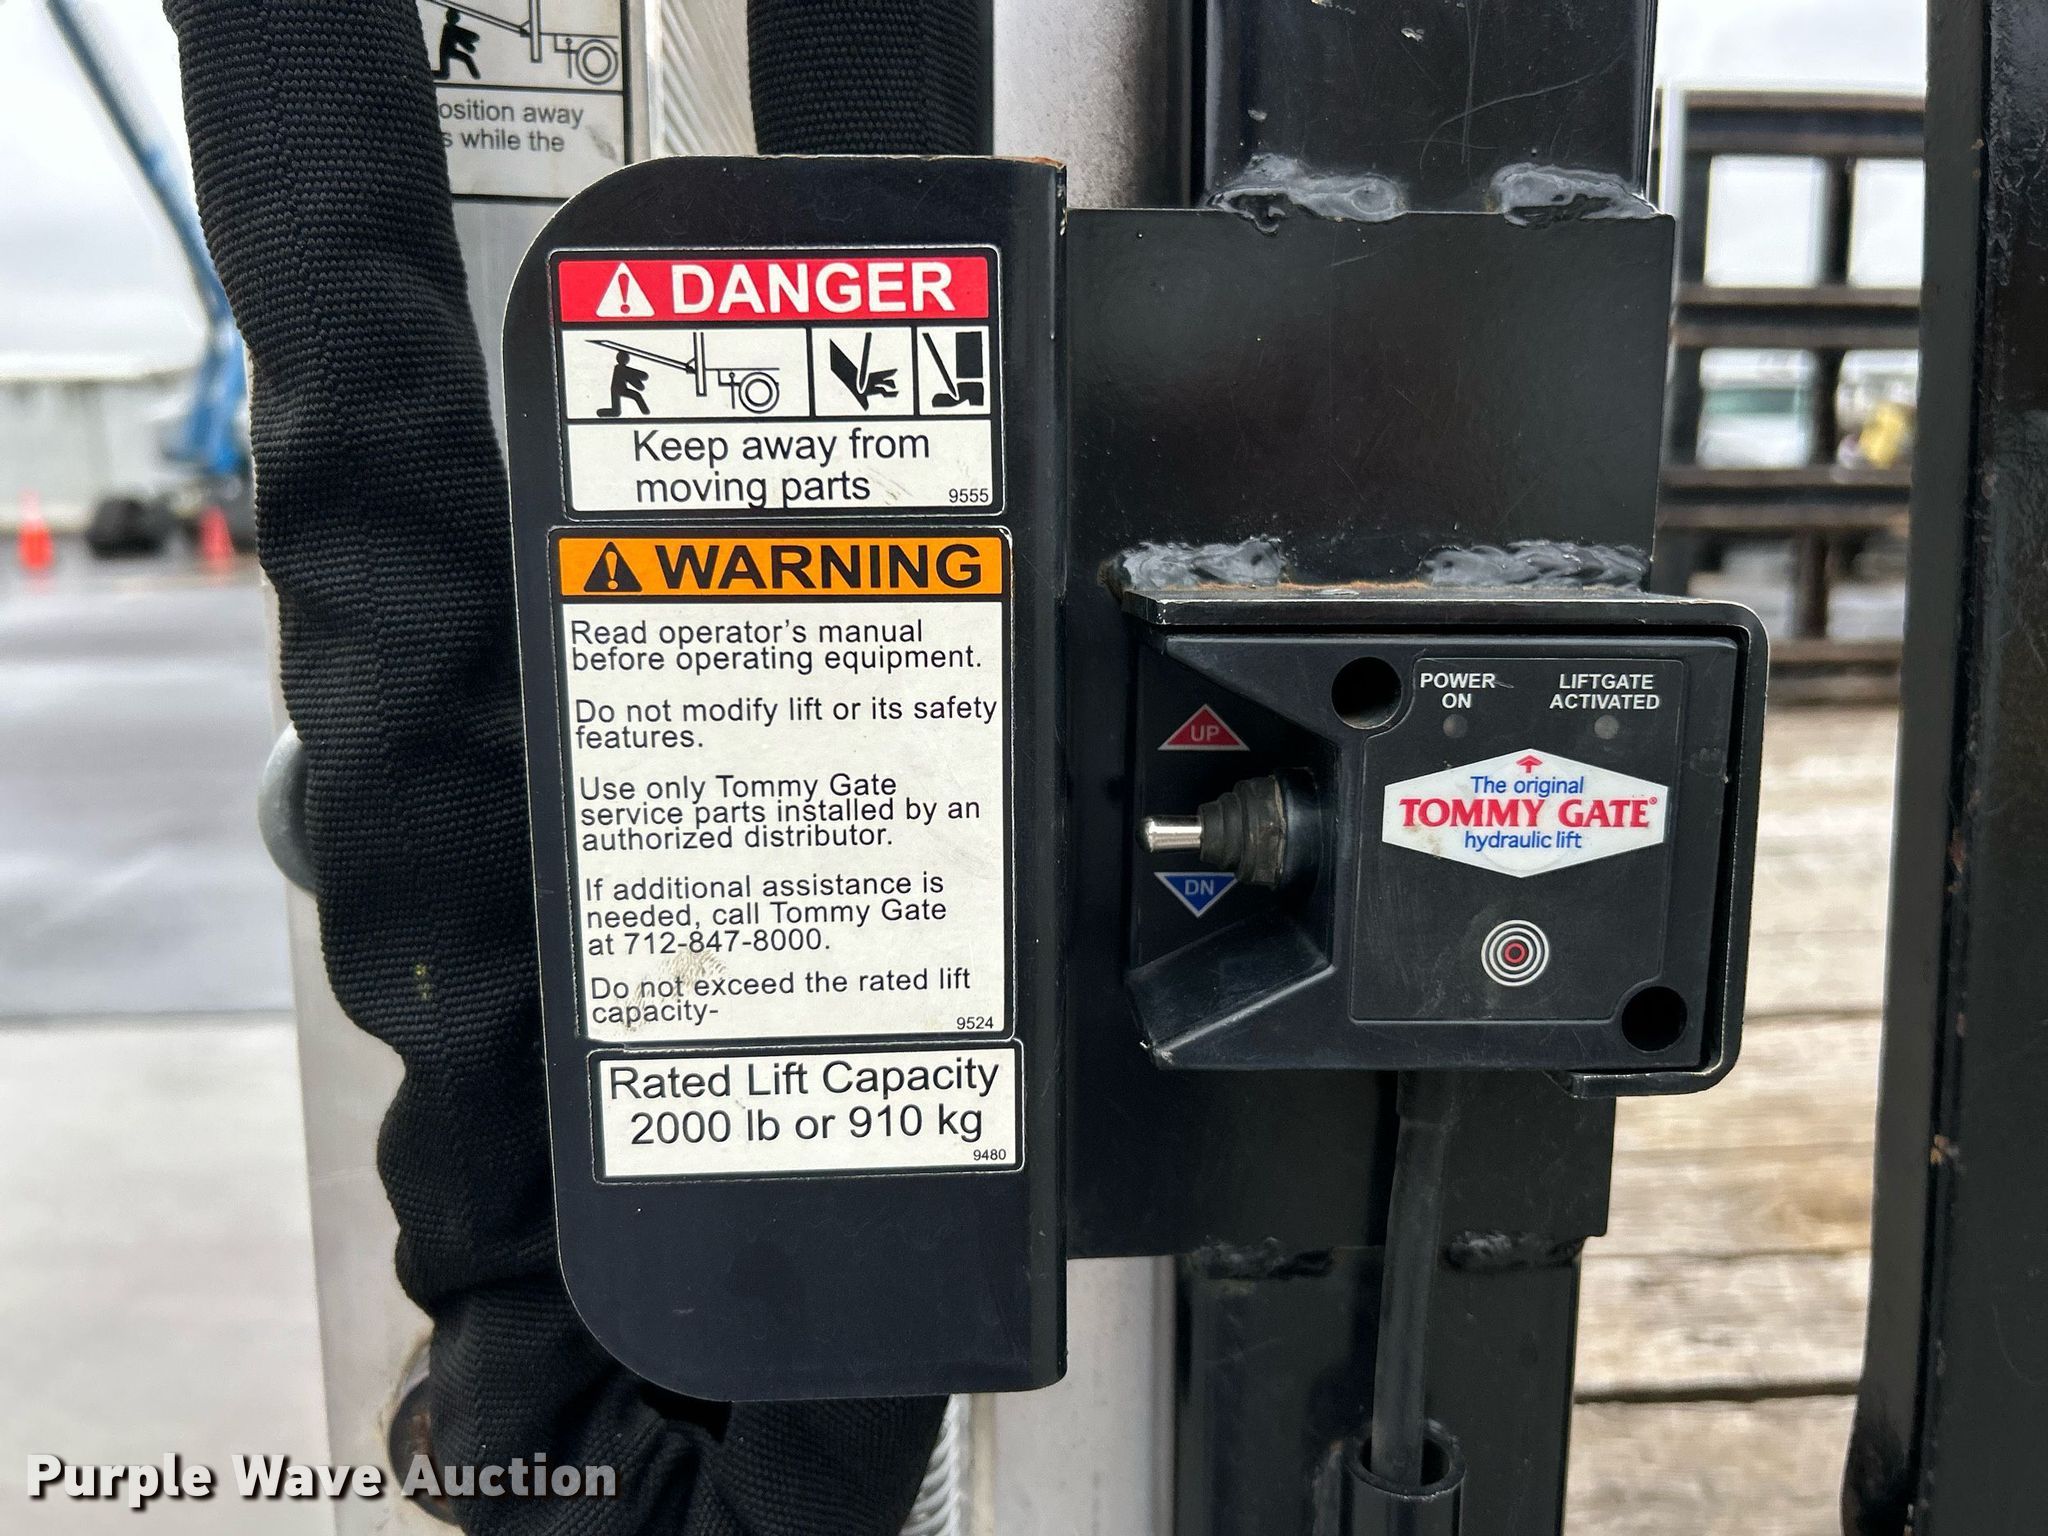 osition away
s while the
DANGER
Keep away from
moving parts
9555
WARNING
Read operator's manual
before operating equipment.
Do not modify lift or its safety
features.
Use only Tommy Gate
service parts installed by an
authorized distributor.
If additional assistance is
needed, call Tommy Gate
at 712-847-8000.
Do not exceed the rated lift
capacity-
9524
Rated Lift Capacity
2000 lb or 910 kg
9480
POWER
ON
LIFTGATE
ACTIVATED
UP
DN
The original
TOMMY GATE®
hydraulic lift
Purple Wave Auction